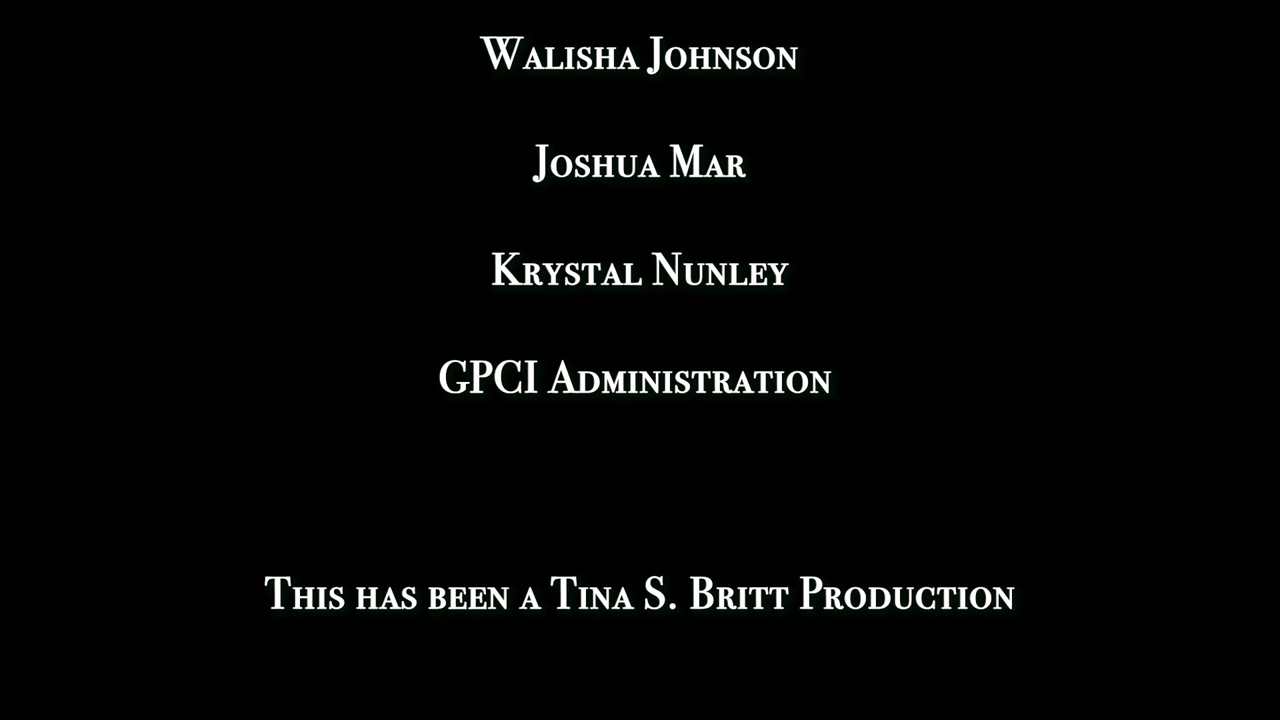 Walisha Johnson
Joshua Mar
Krystal Nunley
GPCI Administration
This has been a Tina S. Britt Production